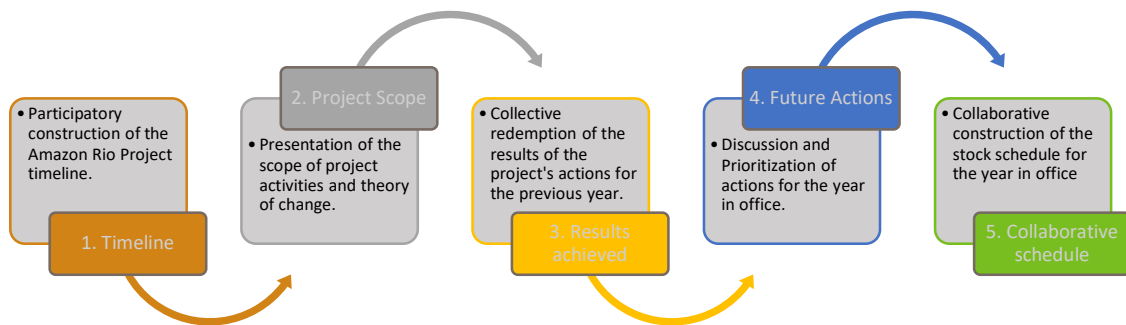 • Participatory
construction of the
Amazon Rio Project
timeline.
1. Timeline
2. Project Scope
• Presentation of the
scope of project
activities and theory
of change.
• Collective
redemption of the
results of the
project's actions for
the previous year.
3. Results
achieved
4. Future Actions
• Discussion and
Prioritization of
actions for the year
in office.
• Collaborative
construction of the
stock schedule for
the year in office
5. Collaborative
schedule